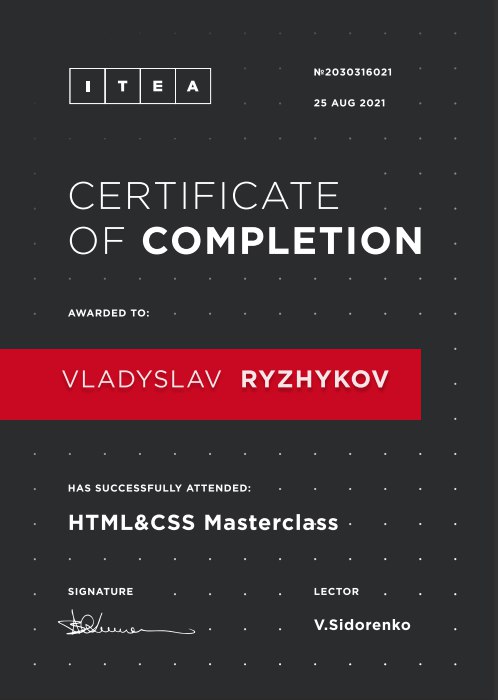 ITEA
№2030316021
25 AUG 2021
CERTIFICATE
OF COMPLETION
AWARDED TO:
VLADYSLAV RYZHYKOV
HAS SUCCESSFULLY ATTENDED:
HTML&CSS Masterclass
SIGNATURE
LECTOR
V.Sidorenko